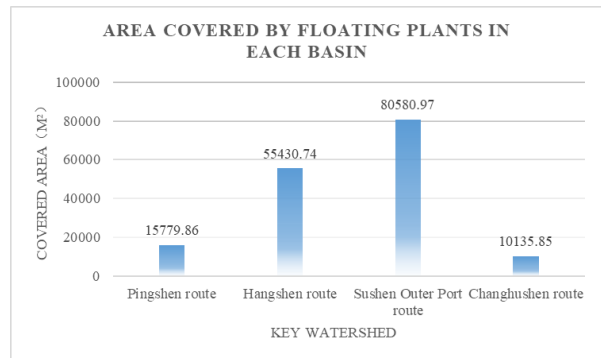 AREA COVERED BY FLOATING PLANTS IN
EACH BASIN
COVERED AREA（M²）
100000
80000
60000
40000
20000
0
15779.86
55430.74
80580.97
10135.85
Pingshen route
Hangshen route
Sushen Outer Port
route
Changhushen route
KEY WATERSHED